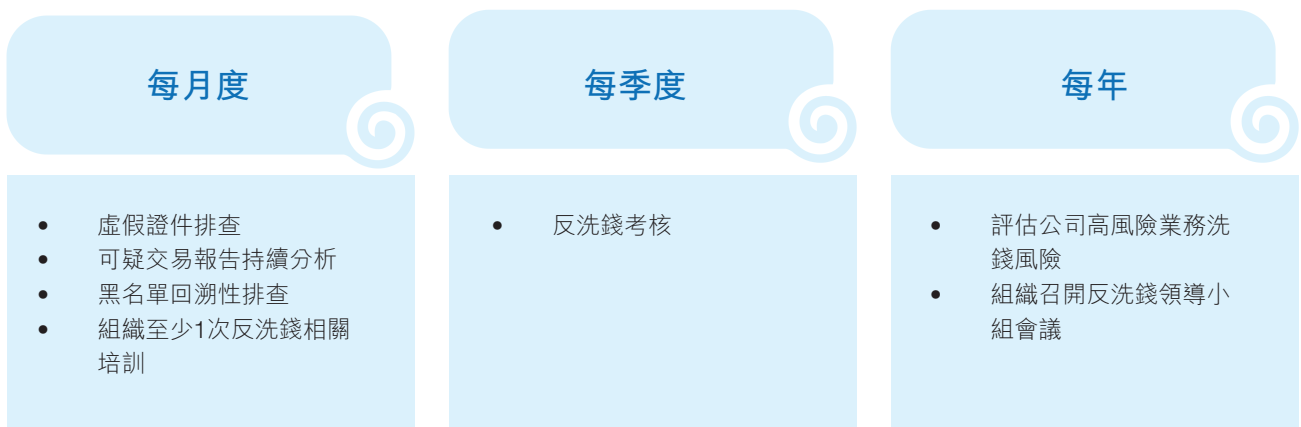 每月度
虛假證件排查
可疑交易報告持續分析
黑名單回溯性排查
組織至少1次反洗錢相關
培訓
每季度
反洗錢考核
每年
評估公司高風險業務洗
錢風險
組織召開反洗錢領導小
組會議